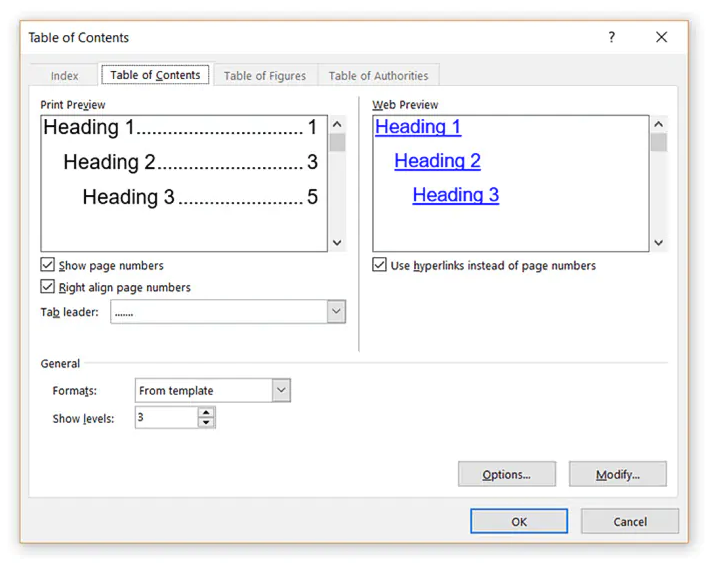 Table of Contents ?
Index Table of Contents Table of Figures Table of Authorities
Print Preview
Heading 1.............................. 1
Heading 2.......................... 3
Heading 3 ...................... 5
Show page numbers
Right align page numbers
Tab leader: .......
Web Preview
Heading 1
Heading 2
Heading 3
Use hyperlinks instead of page numbers
General
Formats: From template
Show levels: 3
Options... Modify...
OK Cancel